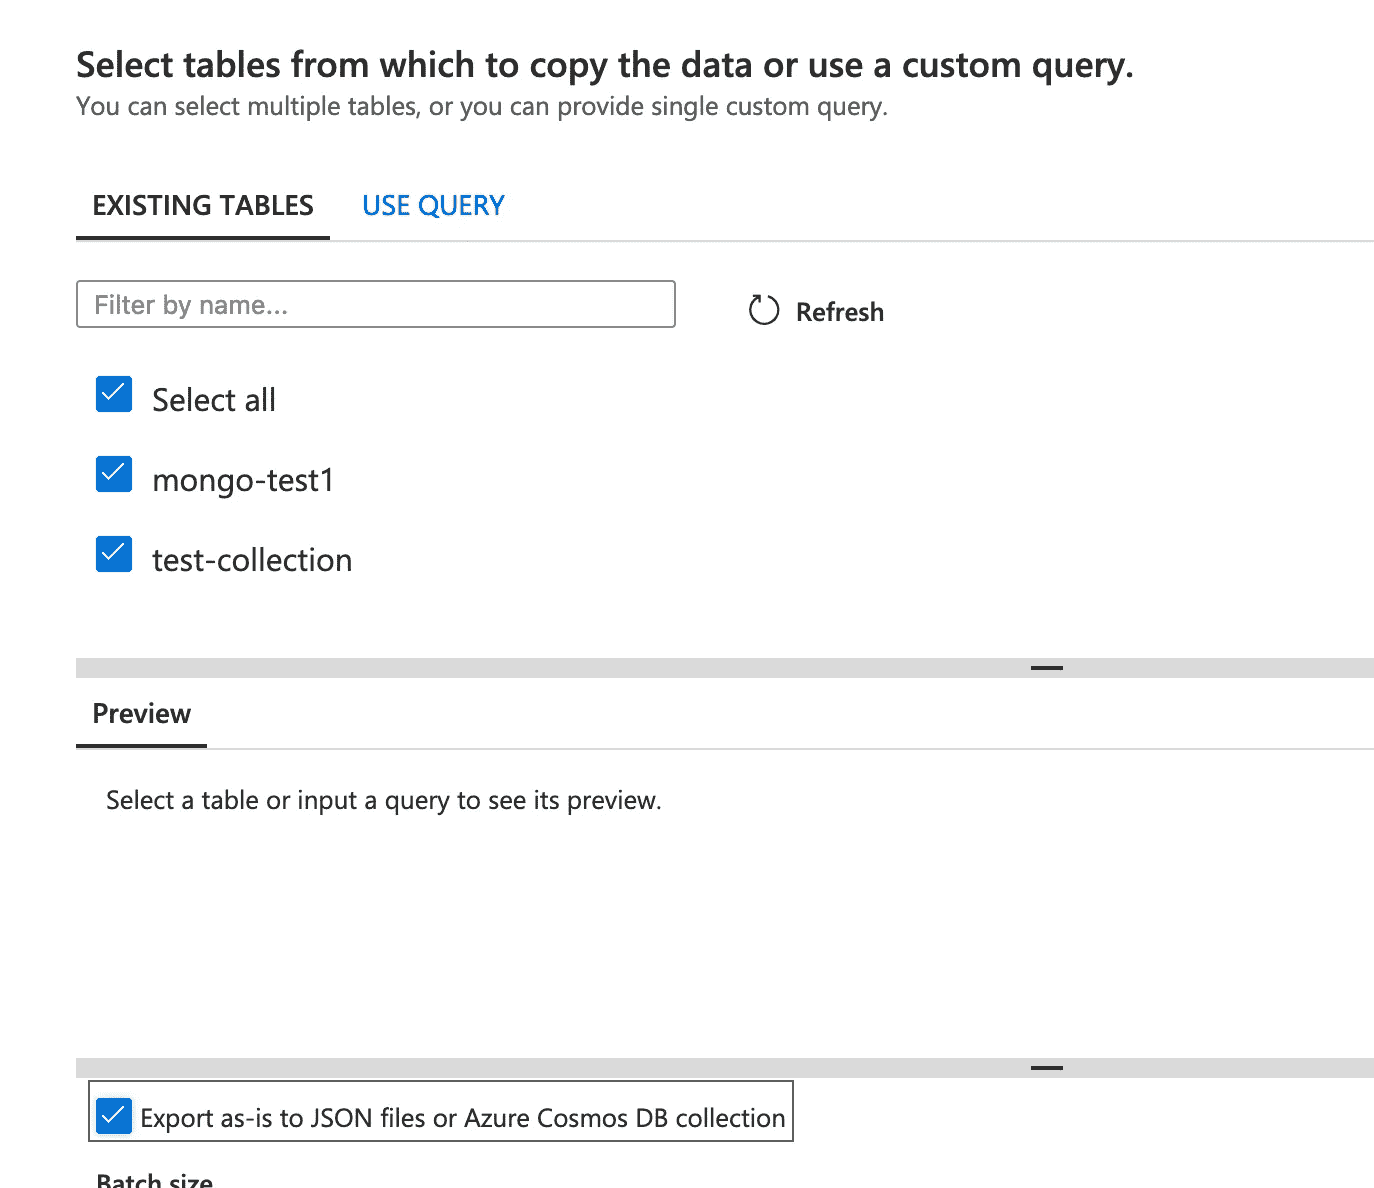 Select tables from which to copy the data or use a custom query.
You can select multiple tables, or you can provide single custom query.
EXISTING TABLES USE QUERY
Filter by name...
Refresh
Select all
mongo-test1
test-collection
Preview
Select a table or input a query to see its preview.
Export as-is to JSON files or Azure Cosmos DB collection
Batch size